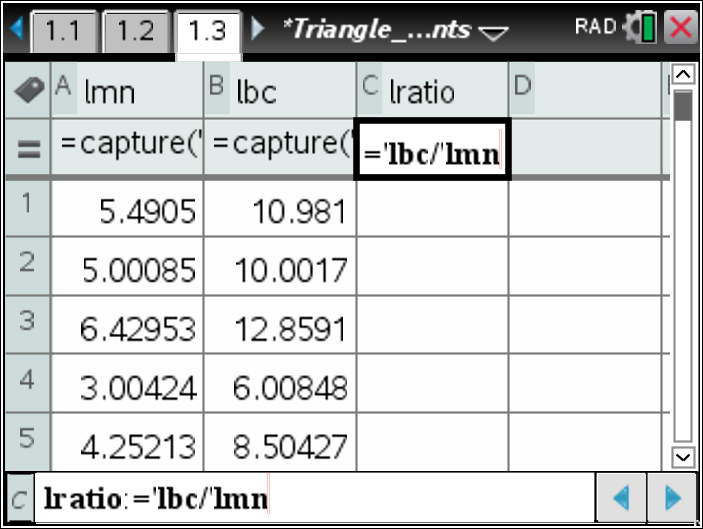 1.1 1.2 1.3 *Triangle_...nts RAD
A lmn B lbc C lratio D
=capture(' =capture(' ='lbc/'lmn
1 5.4905 10.981
2 5.00085 10.0017
3 6.42953 12.8591
4 3.00424 6.00848
5 4.25213 8.50427
C lratio:='lbc/'lmn